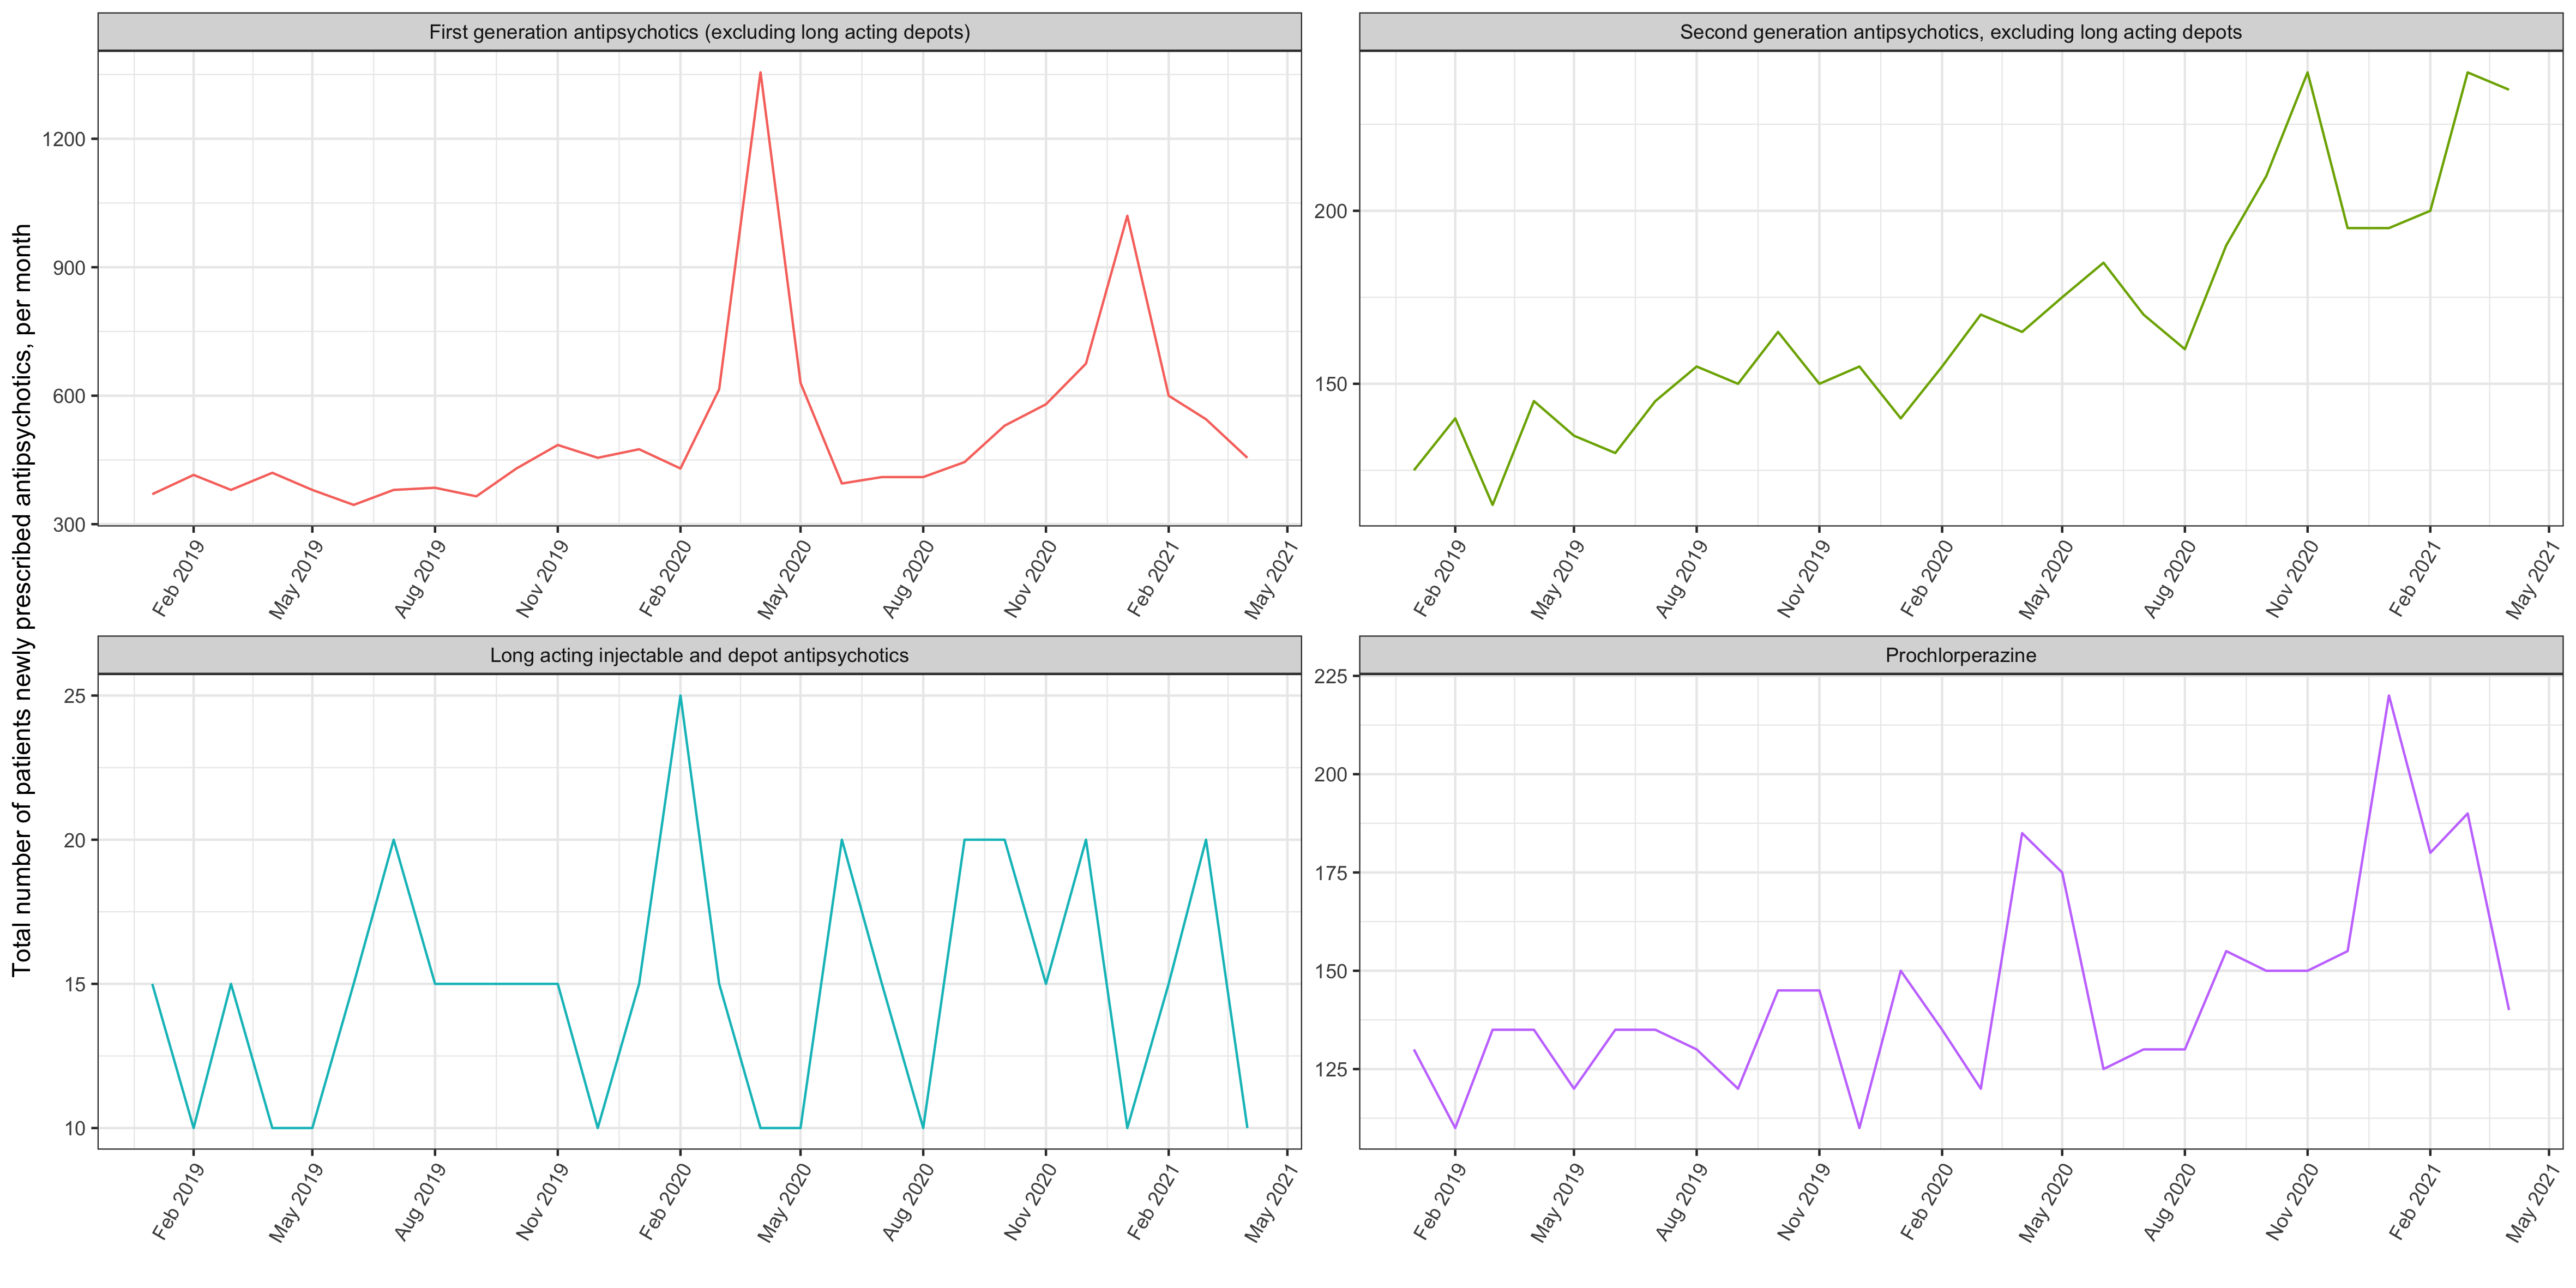 Total number of patients newly prescribed antipsychotics, per month
First generation antipsychotics (excluding long acting depots)
1200
900
600
300
Feb 2019
May 2019
Aug 2019
Nov 2019
Feb 2020
May 2020
Aug 2020
Nov 2020
Feb 2021
May 2021
Second generation antipsychotics, excluding long acting depots
200
150
Feb 2019
May 2019
Aug 2019
Nov 2019
Feb 2020
May 2020
Aug 2020
Nov 2020
Feb 2021
May 2021
Long acting injectable and depot antipsychotics
25
20
15
10
Feb 2019
May 2019
Aug 2019
Nov 2019
Feb 2020
May 2020
Aug 2020
Nov 2020
Feb 2021
May 2021
Prochlorperazine
225
200
175
150
125
Feb 2019
May 2019
Aug 2019
Nov 2019
Feb 2020
May 2020
Aug 2020
Nov 2020
Feb 2021
May 2021